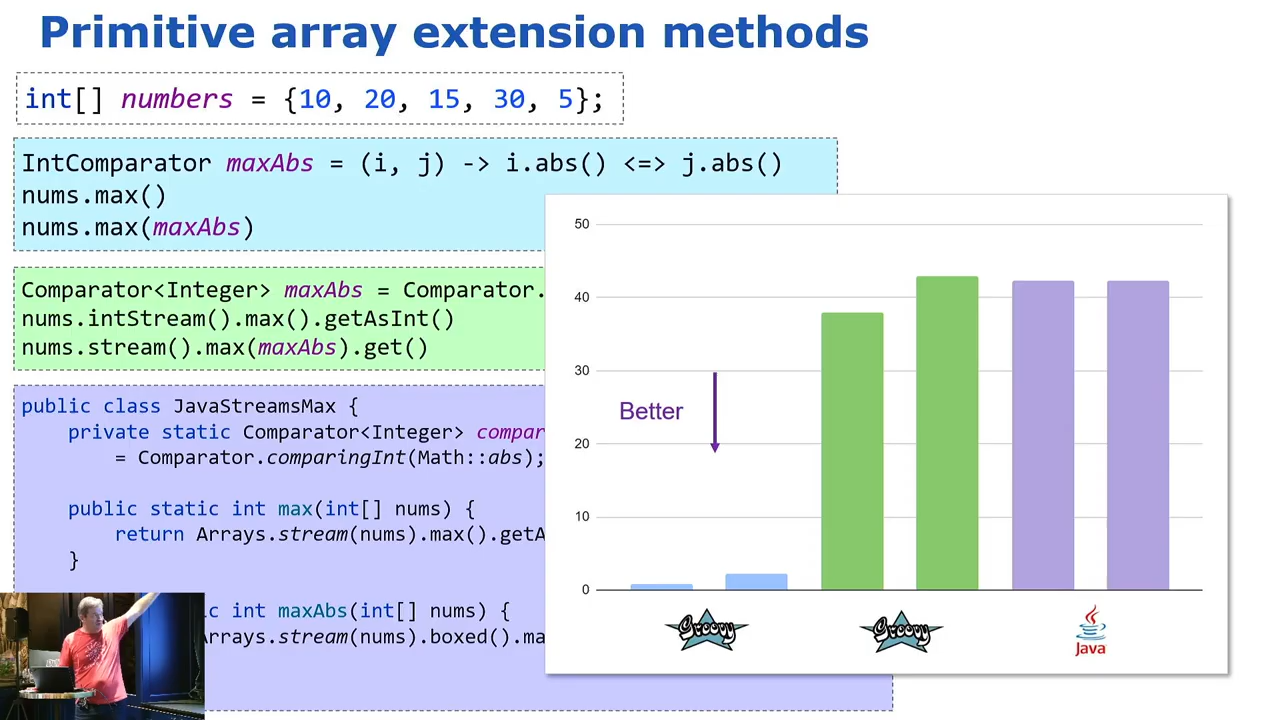 Primitive array extension methods
int[] numbers = {10, 20, 15, 30, 5};
IntComparator maxAbs = (i, j) -> i.abs() <=> j.abs()
nums.max()
nums.max(maxAbs)
Comparator<Integer> maxAbs = Comparator.
nums.intStream().max().getAsInt()
nums.stream().max(maxAbs).get()
public class JavaStreamsMax {
private static Comparator<Integer> compar
= Comparator.comparingInt(Math::abs);
public static int max(int[] nums) {
return Arrays.stream(nums).max().getA
}
c int maxAbs(int[] nums) {
Arrays.stream(nums).boxed().ma
50
40
30
20
10
0
Better
Groovy
Groovy
Java